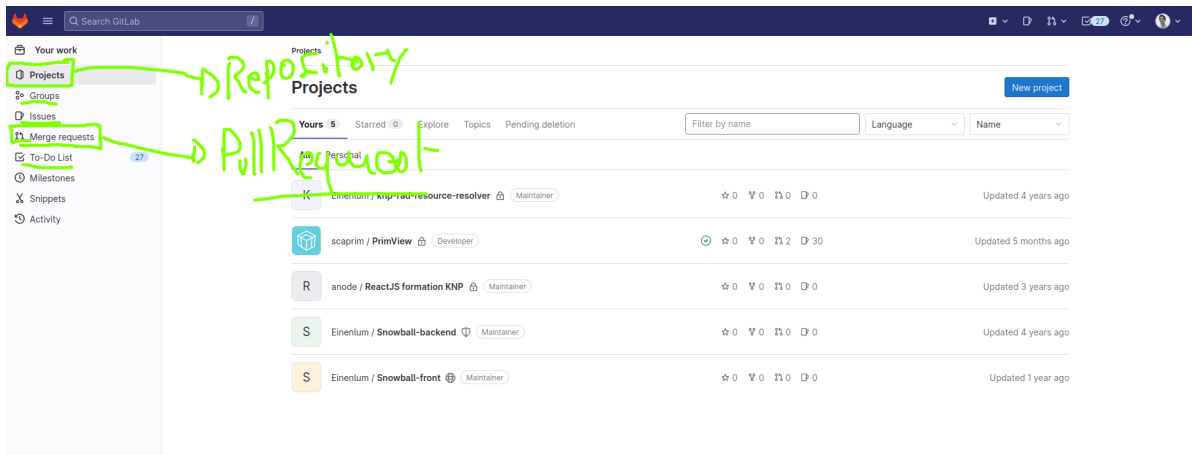 Search GitLab /
27
Your work
Projects
Groups
Issues
Merge requests
To-Do List 27
Milestones
Snippets
Activity
Repository
Pull Request
Projects
Projects
New project
Yours 5 Starred 0 Explore Topics Pending deletion
Filter by name Language Name
All Personal
K Einenlum / knp-rad-resource-resolver Maintainer 0 0 0 0 Updated 4 years ago
scaprim / PrimView Developer 0 0 2 30 Updated 5 months ago
R anode / ReactJS formation KNP Maintainer 0 0 0 0 Updated 3 years ago
S Einenlum / Snowball-backend Maintainer 0 0 0 0 Updated 4 years ago
S Einenlum / Snowball-front Maintainer 0 0 0 0 Updated 1 year ago